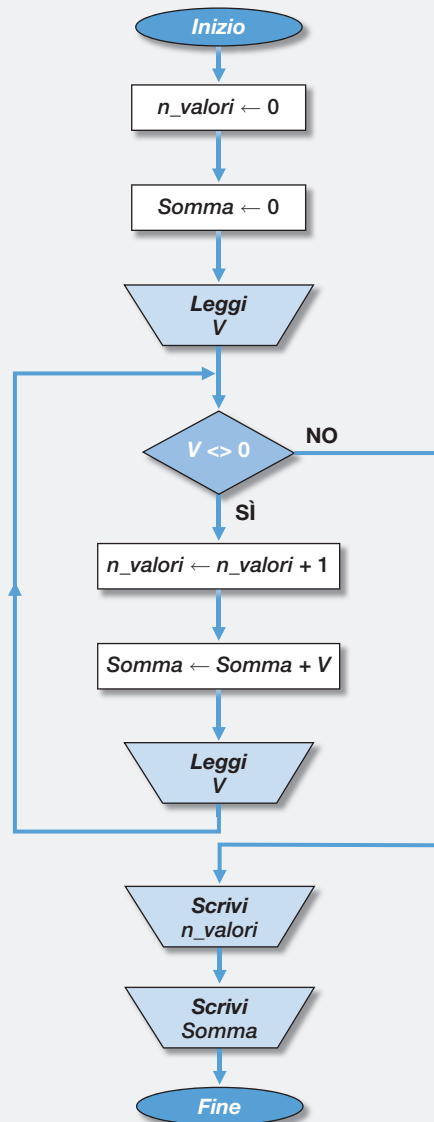 Inizio
n_valori ← 0
Somma ← 0
Leggi
V
V <> 0
NO
SÌ
n_valori ← n_valori + 1
Somma ← Somma + V
Leggi
V
Scrivi
n_valori
Scrivi
Somma
Fine